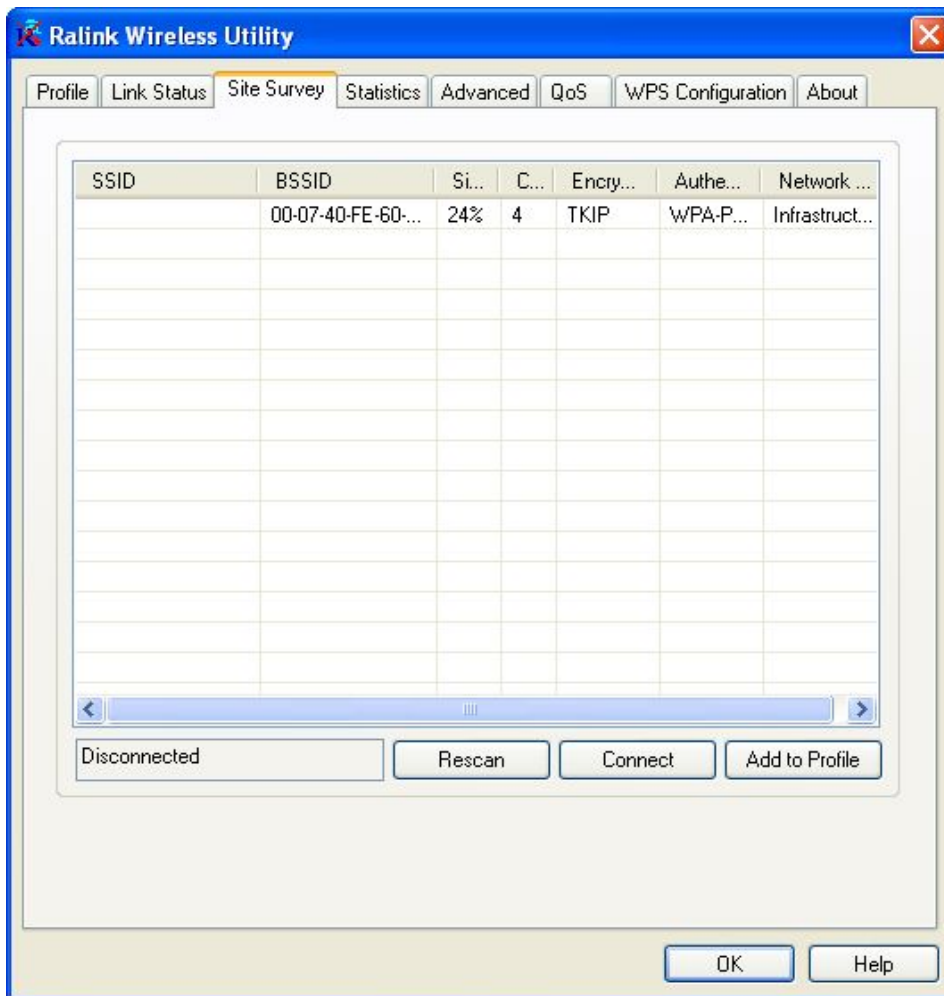 Ralink Wireless Utility
Profile Link Status Site Survey Statistics Advanced QoS WPS Configuration About
SSID BSSID Si... C... Encry... Authe... Network ...
00-07-40-FE-60-... 24% 4 TKIP WPA-P... Infrastruct...
Disconnected Rescan Connect Add to Profile
OK Help